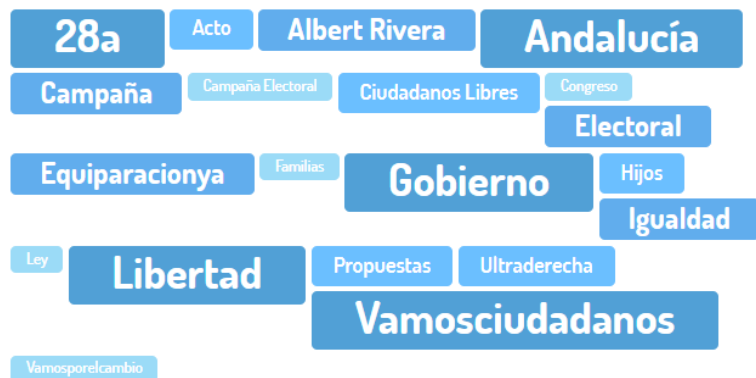 28a Acto Albert Rivera Andalucía
Campaña Campaña Electoral Ciudadanos Libres Congreso
Electoral
Equiparacionya Familias Gobierno Hijos
Igualdad
Ley Libertad Propuestas Ultraderecha
Vamosciudadanos
Vamosporelcambio